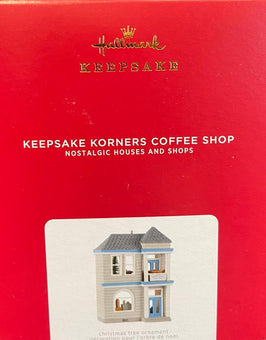 Hallmark
KEEPSAKE
KEEPSAKE KORNERS COFFEE SHOP
NOSTALGIC HOUSES AND SHOPS
Christmas tree ornament
décoration pour l'arbre de noël